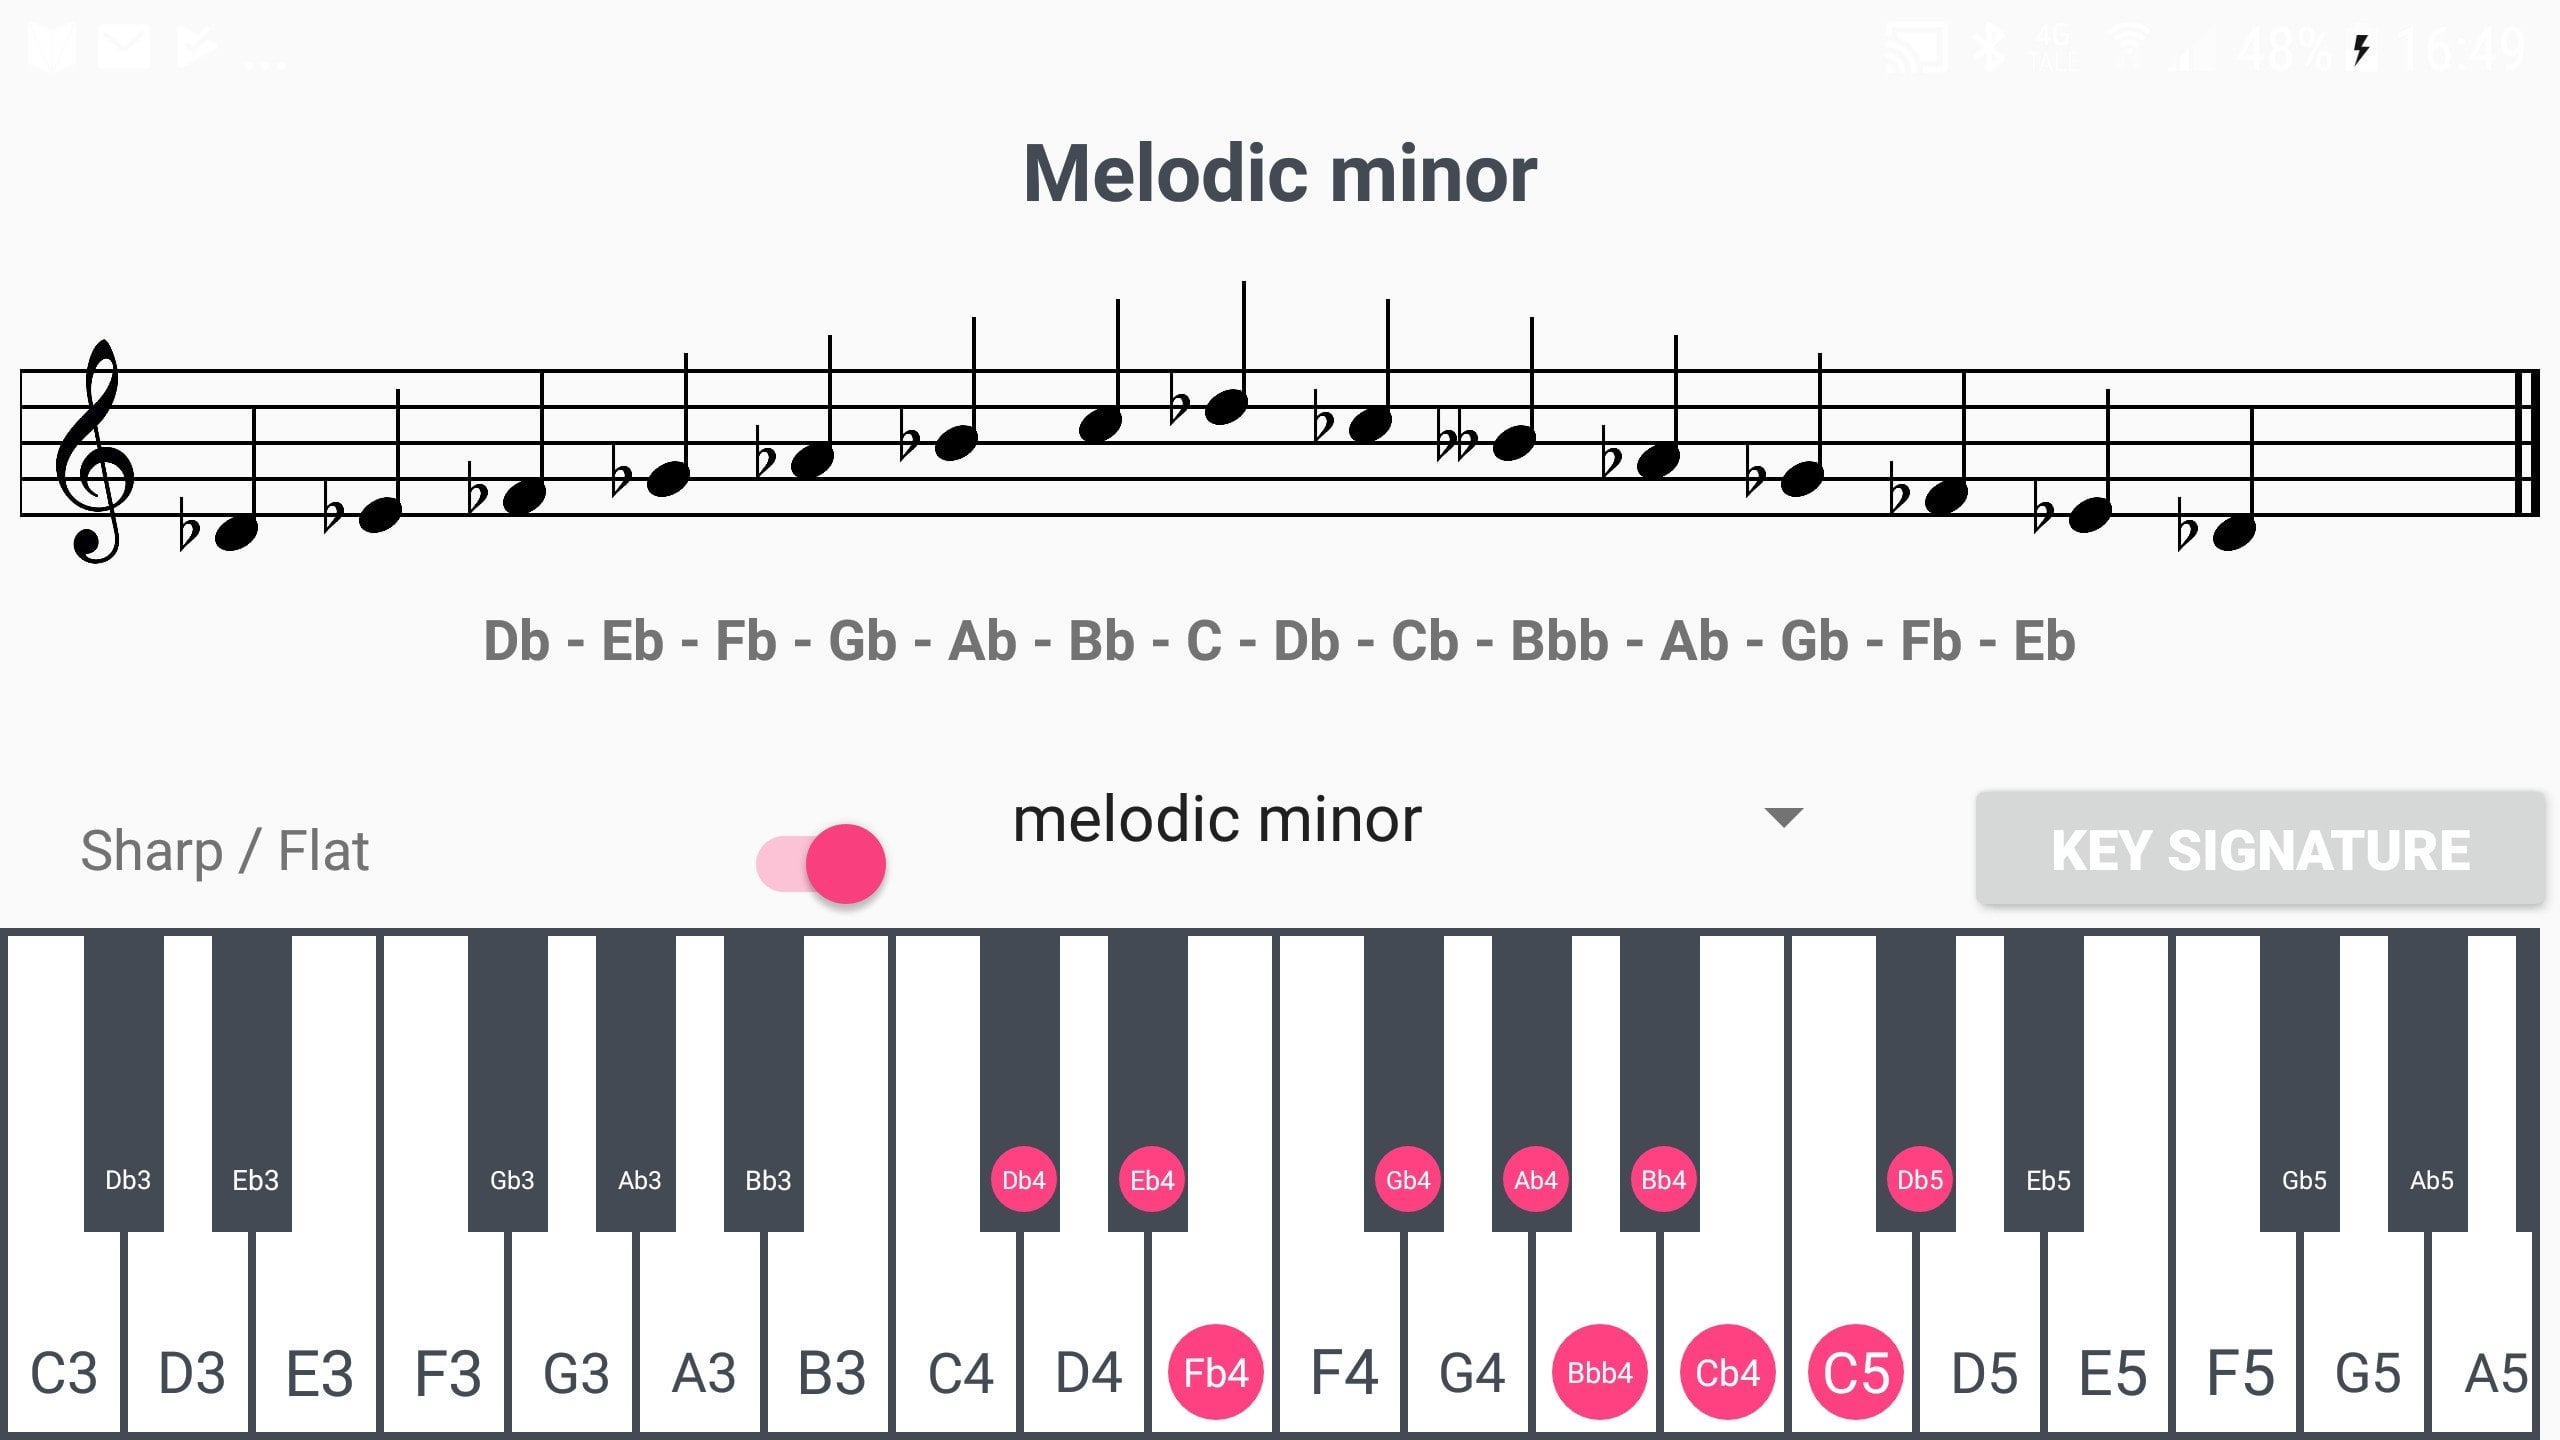 ... 4G TALE 48% 16:49
Melodic minor
Db - Eb - Fb - Gb - Ab - Bb - C - Db - Cb - Bbb - Ab - Gb - Fb - Eb
Sharp / Flat melodic minor KEY SIGNATURE
Db3 Eb3 Gb3 Ab3 Bb3 Db4 Eb4 Gb4 Ab4 Bb4 Db5 Eb5 Gb5 Ab5
C3 D3 E3 F3 G3 A3 B3 C4 D4 Fb4 F4 G4 Bbb4 Cb4 C5 D5 E5 F5 G5 A5